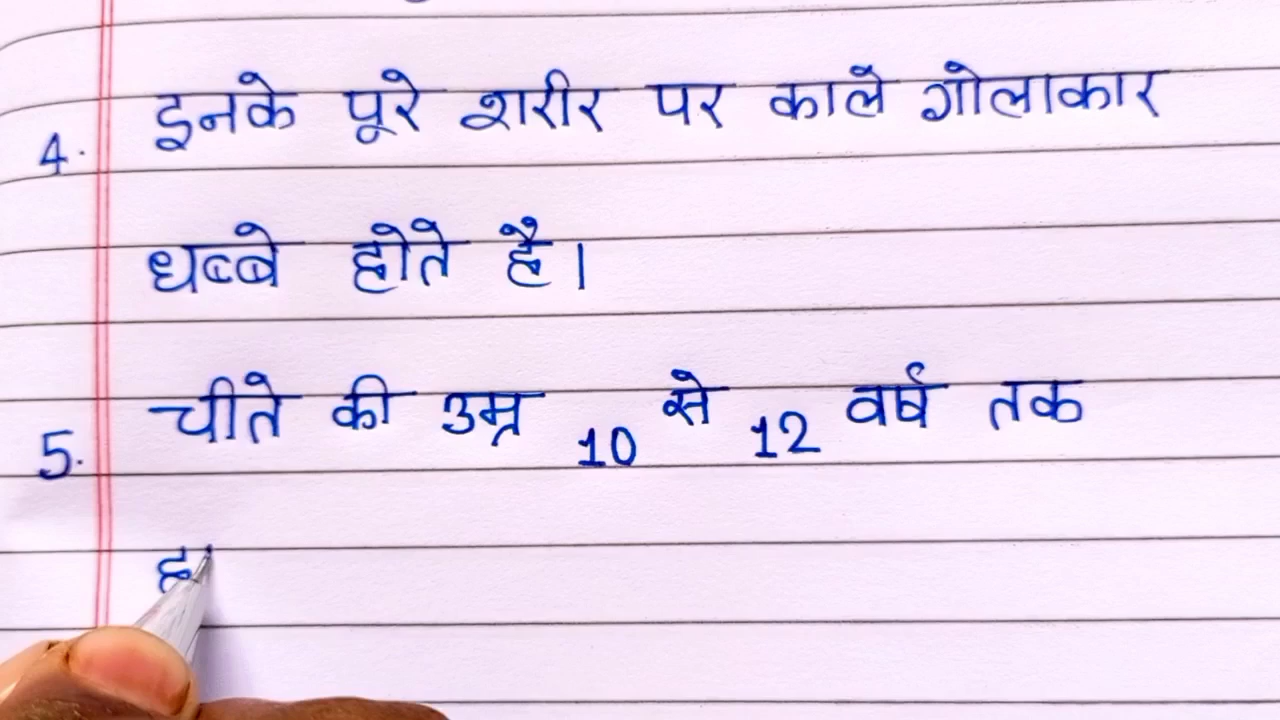 4. इनके पूरे शरीर पर काले गोलाकार
धब्बे होते है।
5. चीते की उम्र 10 से 12 वर्ष तक
ह